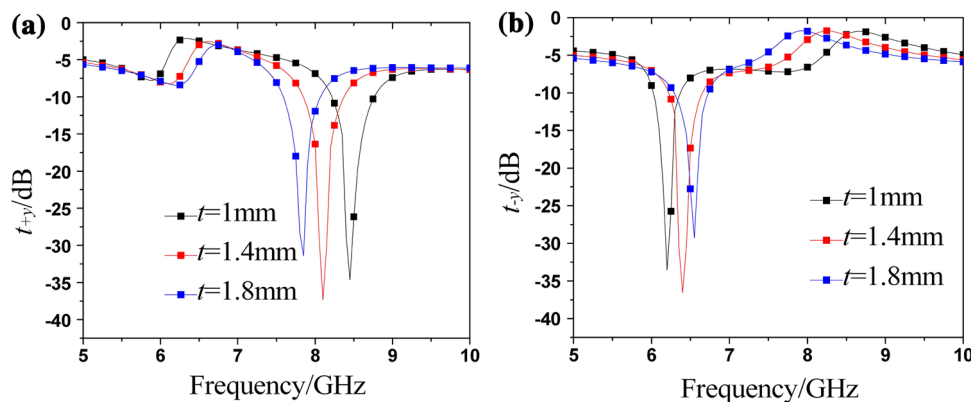 (a)
0
-5
-10
-15
-20
-25
-30
-35
-40
t+y/dB
t=1mm
t=1.4mm
t=1.8mm
5 6 7 8 9 10
Frequency/GHz
(b)
0
-5
-10
-15
-20
-25
-30
-35
-40
t-y/dB
t=1mm
t=1.4mm
t=1.8mm
5 6 7 8 9 10
Frequency/GHz